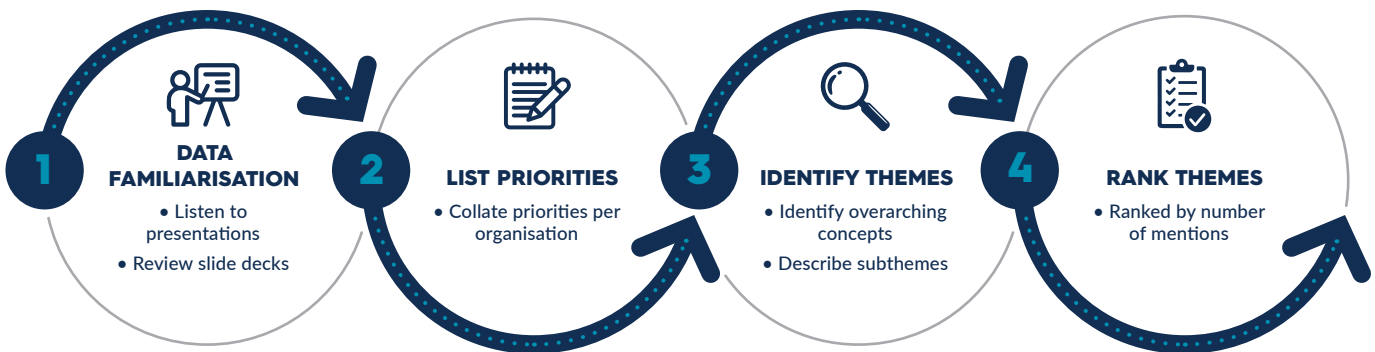 1
DATA
FAMILIARISATION
• Listen to
presentations
• Review slide decks
2
LIST PRIORITIES
• Collate priorities per
organisation
3
IDENTIFY THEMES
• Identify overarching
concepts
• Describe subthemes
4
RANK THEMES
• Ranked by number
of mentions